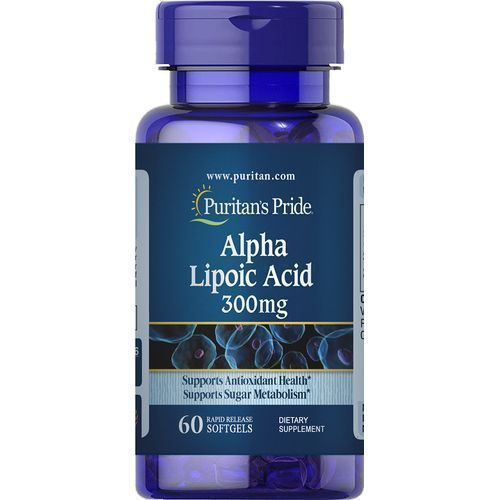 www.puritan.com
Puritan's Pride®
Alpha
Lipoic Acid
300mg
Supports Antioxidant Health*
Supports Sugar Metabolism*
60 RAPID RELEASE SOFTGELS
DIETARY SUPPLEMENT